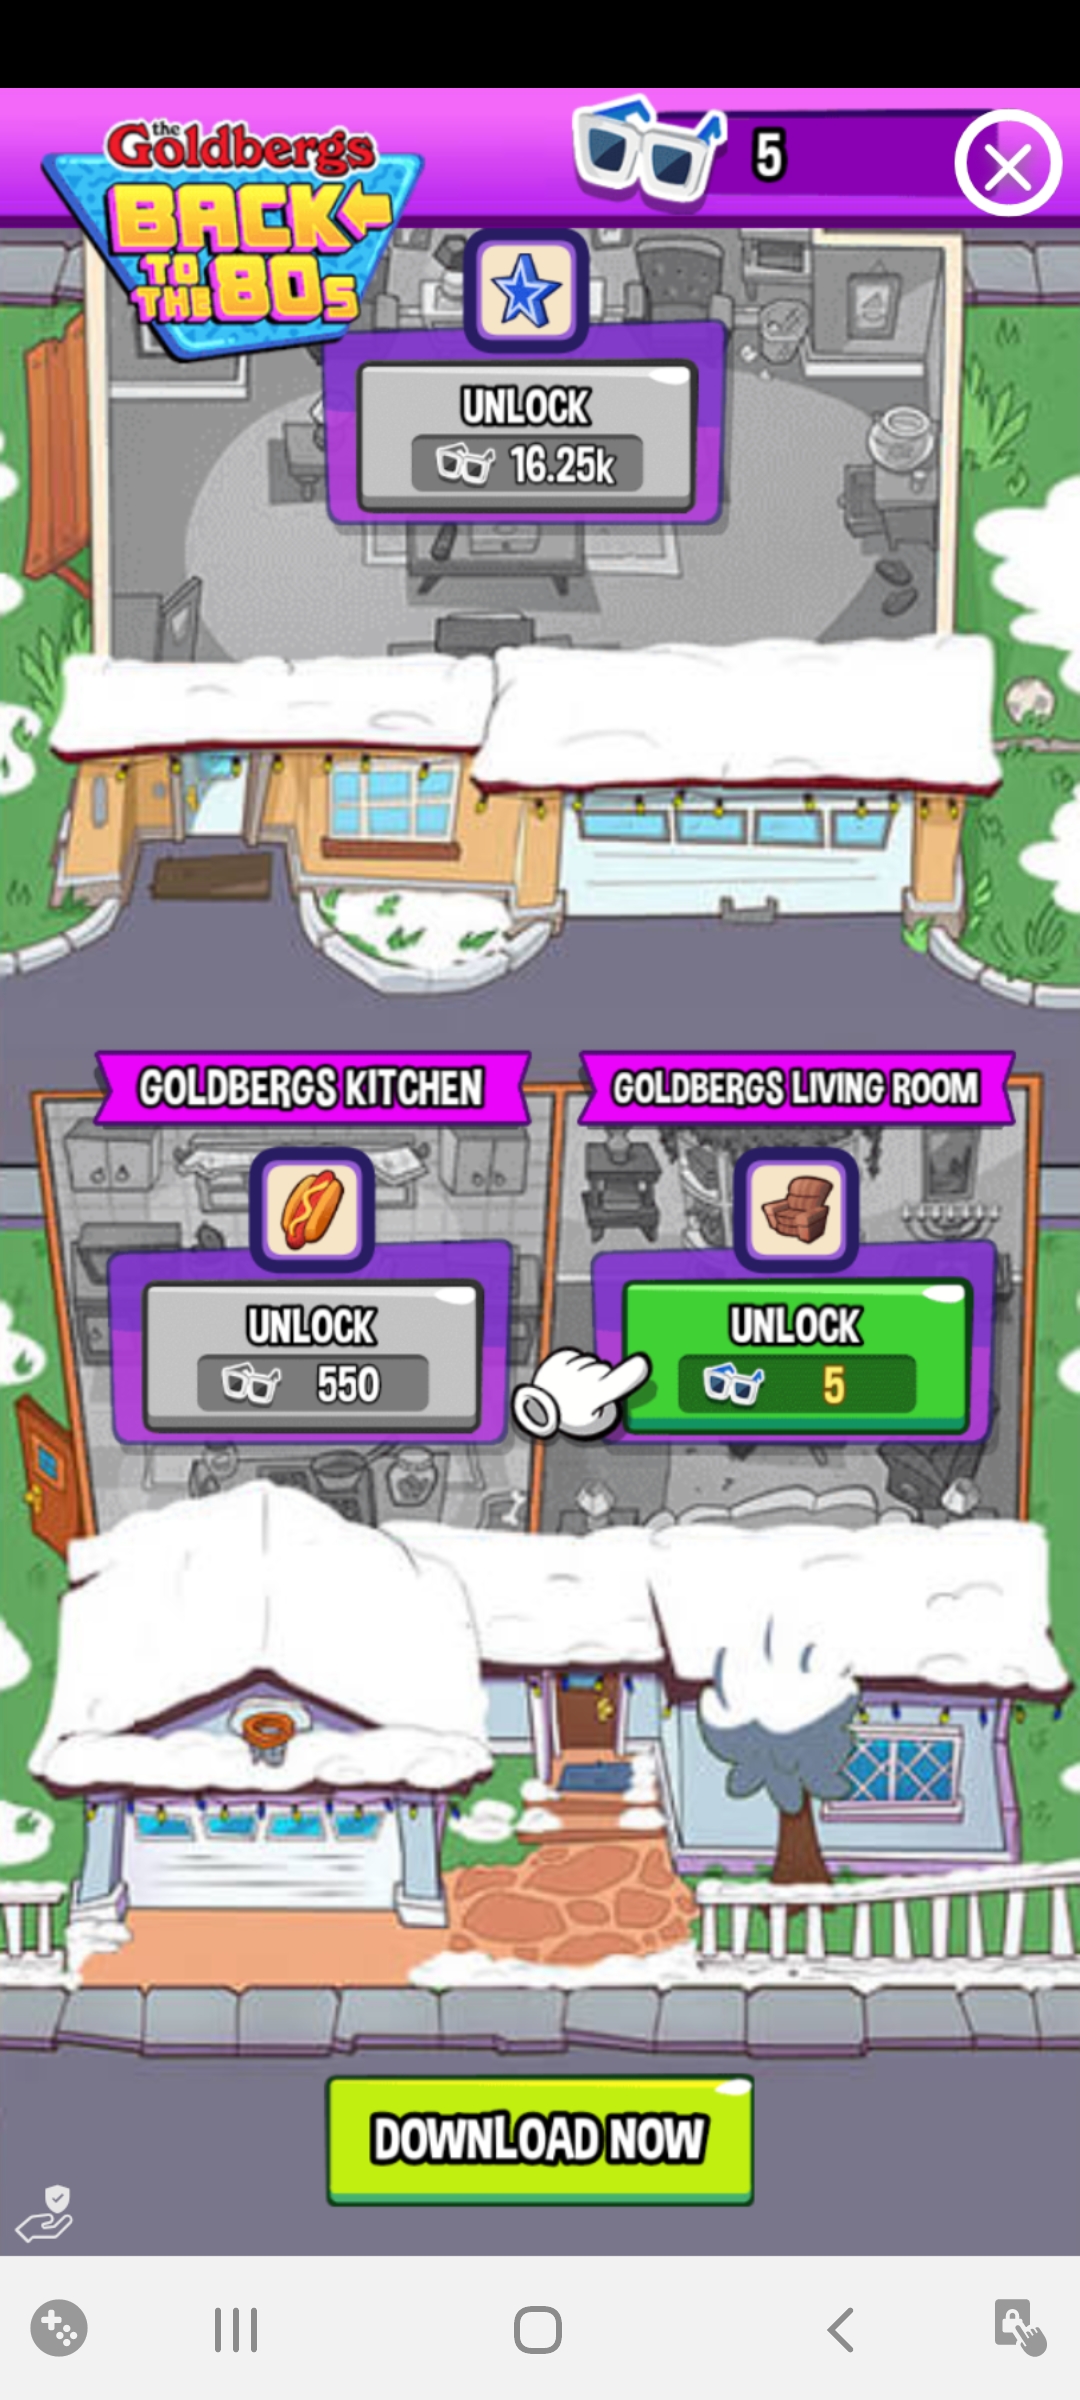 the
Goldbergs
BACK
TO
THE 80s
5
UNLOCK
16.25k
GOLDBERGS KITCHEN
GOLDBERGS LIVING ROOM
UNLOCK
550
UNLOCK
5
DOWNLOAD NOW